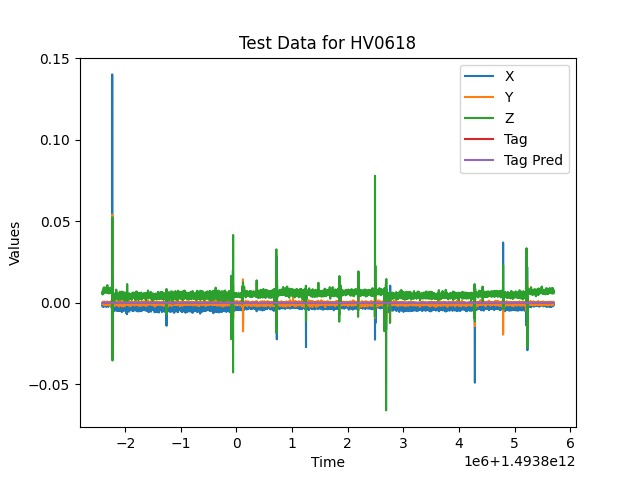 Test Data for HV0618
0.15
0.10
0.05
0.00
−0.05
Values
X
Y
Z
Tag
Tag Pred
−2
−1
0
1
2
3
4
5
6
Time
1e6+1.4938e12